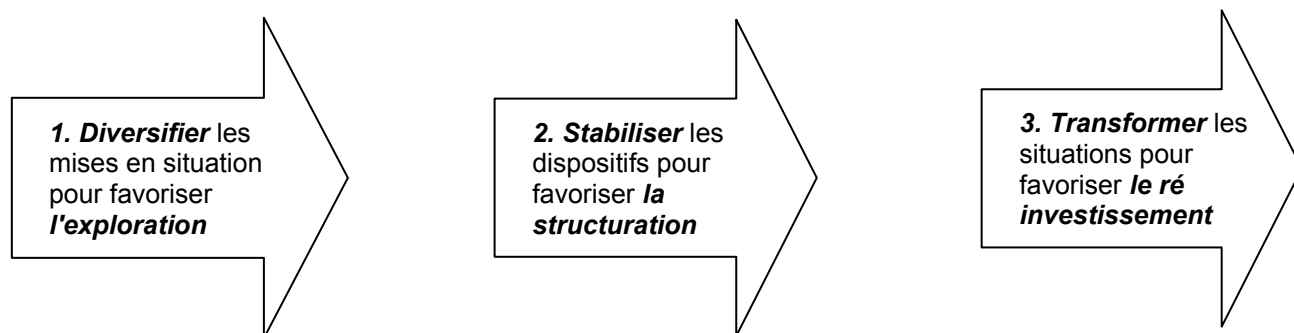 1. Diversifier les
mises en situation
pour favoriser
l'exploration
2. Stabiliser les
dispositifs pour
favoriser la
structuration
3. Transformer les
situations pour
favoriser le ré
investissement